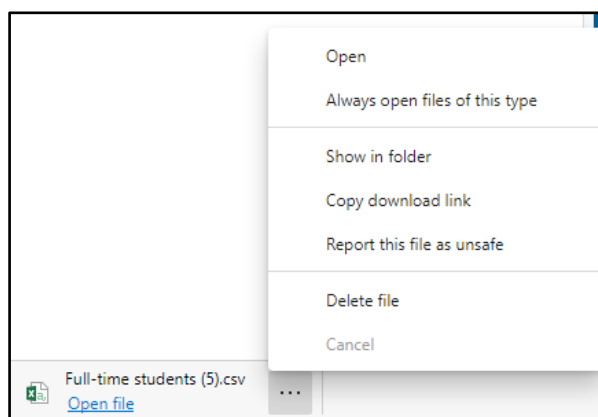 Open
Always open files of this type
Show in folder
Copy download link
Report this file as unsafe
Delete file
Cancel
Full-time students (5).csv
Open file
...